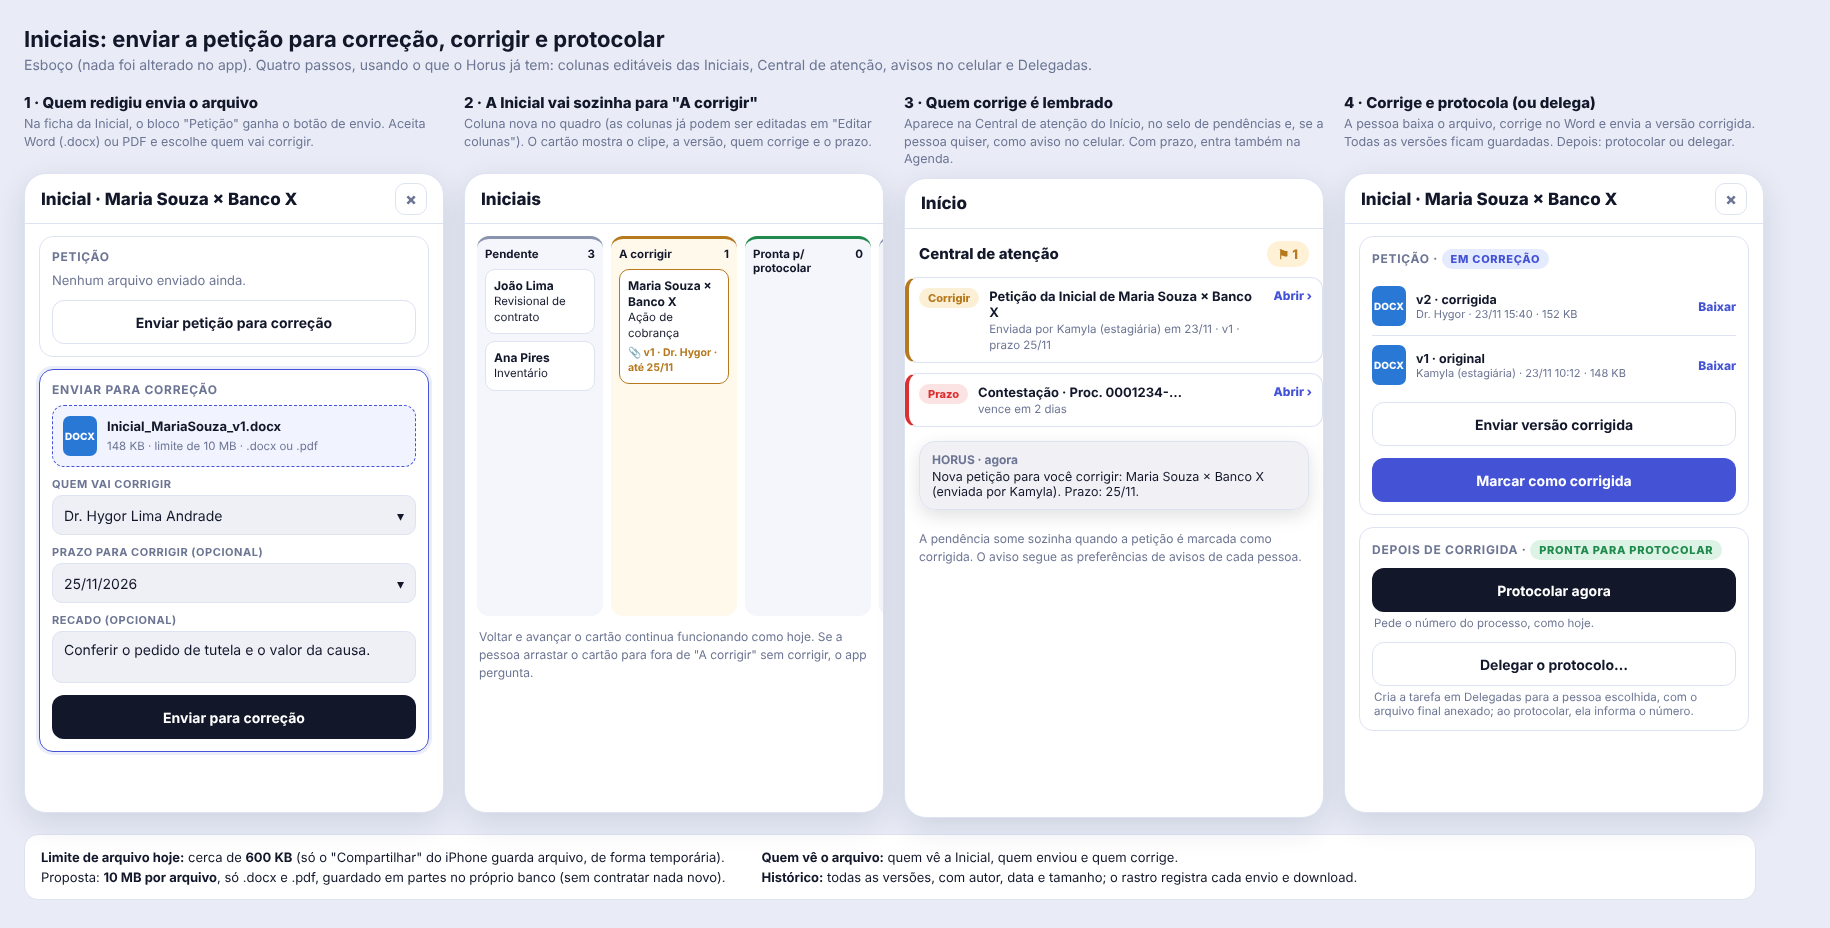 Iniciais: enviar a petição para correção, corrigir e protocolar
Esboço (nada foi alterado no app). Quatro passos, usando o que o Horus já tem: colunas editáveis das Iniciais, Central de atenção, avisos no celular e Delegadas.
1 · Quem redigiu envia o arquivo
Na ficha da Inicial, o bloco "Petição" ganha o botão de envio. Aceita
Word (.docx) ou PDF e escolhe quem vai corrigir.
Inicial · Maria Souza × Banco X
×
PETIÇÃO
Nenhum arquivo enviado ainda.
Enviar petição para correção
ENVIAR PARA CORREÇÃO
DOCX
Inicial_MariaSouza_v1.docx
148 KB · limite de 10 MB · .docx ou .pdf
QUEM VAI CORRIGIR
Dr. Hygor Lima Andrade ▾
PRAZO PARA CORRIGIR (OPCIONAL)
25/11/2026 ▾
RECADO (OPCIONAL)
Conferir o pedido de tutela e o valor da causa.
Enviar para correção
2 · A Inicial vai sozinha para "A corrigir"
Coluna nova no quadro (as colunas já podem ser editadas em "Editar
colunas"). O cartão mostra o clipe, a versão, quem corrige e o prazo.
Iniciais
Pendente 3
João Lima
Revisional de
contrato
Ana Pires
Inventário
A corrigir 1
Maria Souza ×
Banco X
Ação de
cobrança
📎 v1 · Dr. Hygor ·
até 25/11
Pronta p/ 0
protocolar
Voltar e avançar o cartão continua funcionando como hoje. Se a
pessoa arrastar o cartão para fora de "A corrigir" sem corrigir, o app
pergunta.
3 · Quem corrige é lembrado
Aparece na Central de atenção do Início, no selo de pendências e, se a
pessoa quiser, como aviso no celular. Com prazo, entra também na
Agenda.
Início
Central de atenção
⚑ 1
Corrigir
Petição da Inicial de Maria Souza × Banco
X
Enviada por Kamyla (estagiária) em 23/11 · v1 ·
prazo 25/11
Abrir ›
Prazo
Contestação · Proc. 0001234-…
vence em 2 dias
Abrir ›
HORUS · agora
Nova petição para você corrigir: Maria Souza × Banco X
(enviada por Kamyla). Prazo: 25/11.
A pendência some sozinha quando a petição é marcada como
corrigida. O aviso segue as preferências de avisos de cada pessoa.
4 · Corrige e protocola (ou delega)
A pessoa baixa o arquivo, corrige no Word e envia a versão corrigida.
Todas as versões ficam guardadas. Depois: protocolar ou delegar.
Inicial · Maria Souza × Banco X
×
PETIÇÃO · EM CORREÇÃO
DOCX
v2 · corrigida
Dr. Hygor · 23/11 15:40 · 152 KB
Baixar
DOCX
v1 · original
Kamyla (estagiária) · 23/11 10:12 · 148 KB
Baixar
Enviar versão corrigida
Marcar como corrigida
DEPOIS DE CORRIGIDA · PRONTA PARA PROTOCOLAR
Protocolar agora
Pede o número do processo, como hoje.
Delegar o protocolo…
Cria a tarefa em Delegadas para a pessoa escolhida, com o
arquivo final anexado; ao protocolar, ela informa o número.
Limite de arquivo hoje: cerca de 600 KB (só o "Compartilhar" do iPhone guarda arquivo, de forma temporária).
Proposta: 10 MB por arquivo, só .docx e .pdf, guardado em partes no próprio banco (sem contratar nada novo).
Quem vê o arquivo: quem vê a Inicial, quem enviou e quem corrige.
Histórico: todas as versões, com autor, data e tamanho; o rastro registra cada envio e download.